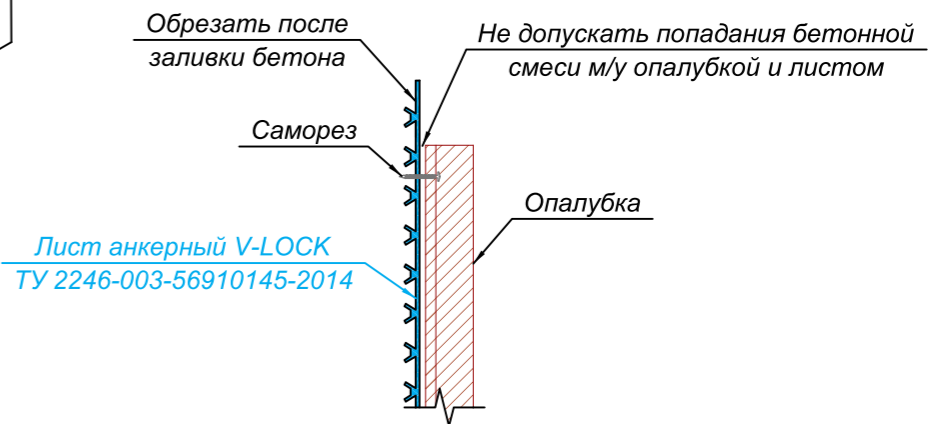 Обрезать после
заливки бетона
Не допускать попадания бетонной
смеси м/у опалубкой и листом
Саморез
Опалубка
Лист анкерный V-LOCK
ТУ 2246-003-56910145-2014